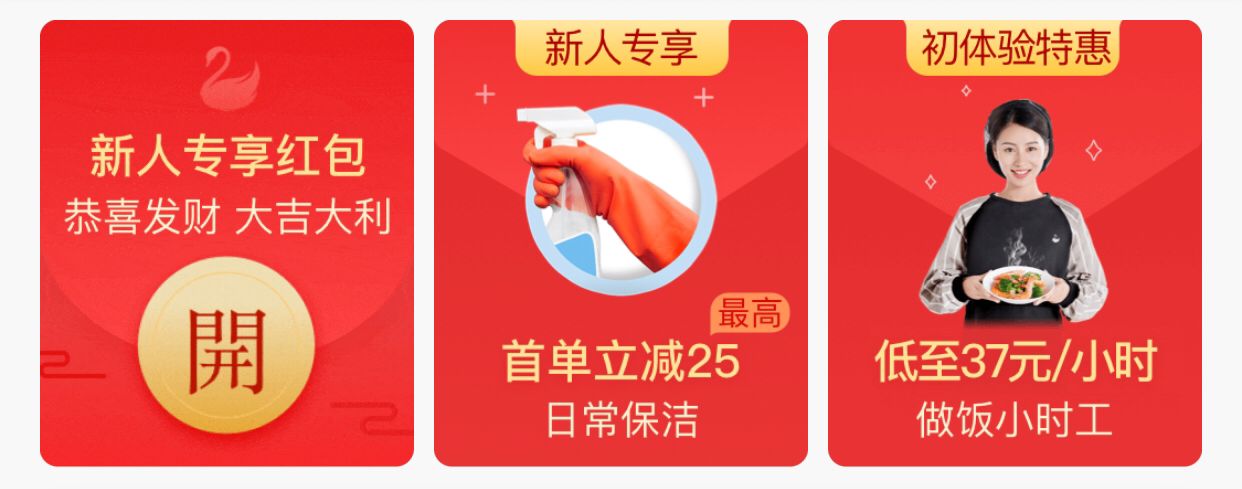 新人专享红包
恭喜发财 大吉大利
開
新人专享
最高
首单立减25
日常保洁
初体验特惠
低至37元/小时
做饭小时工